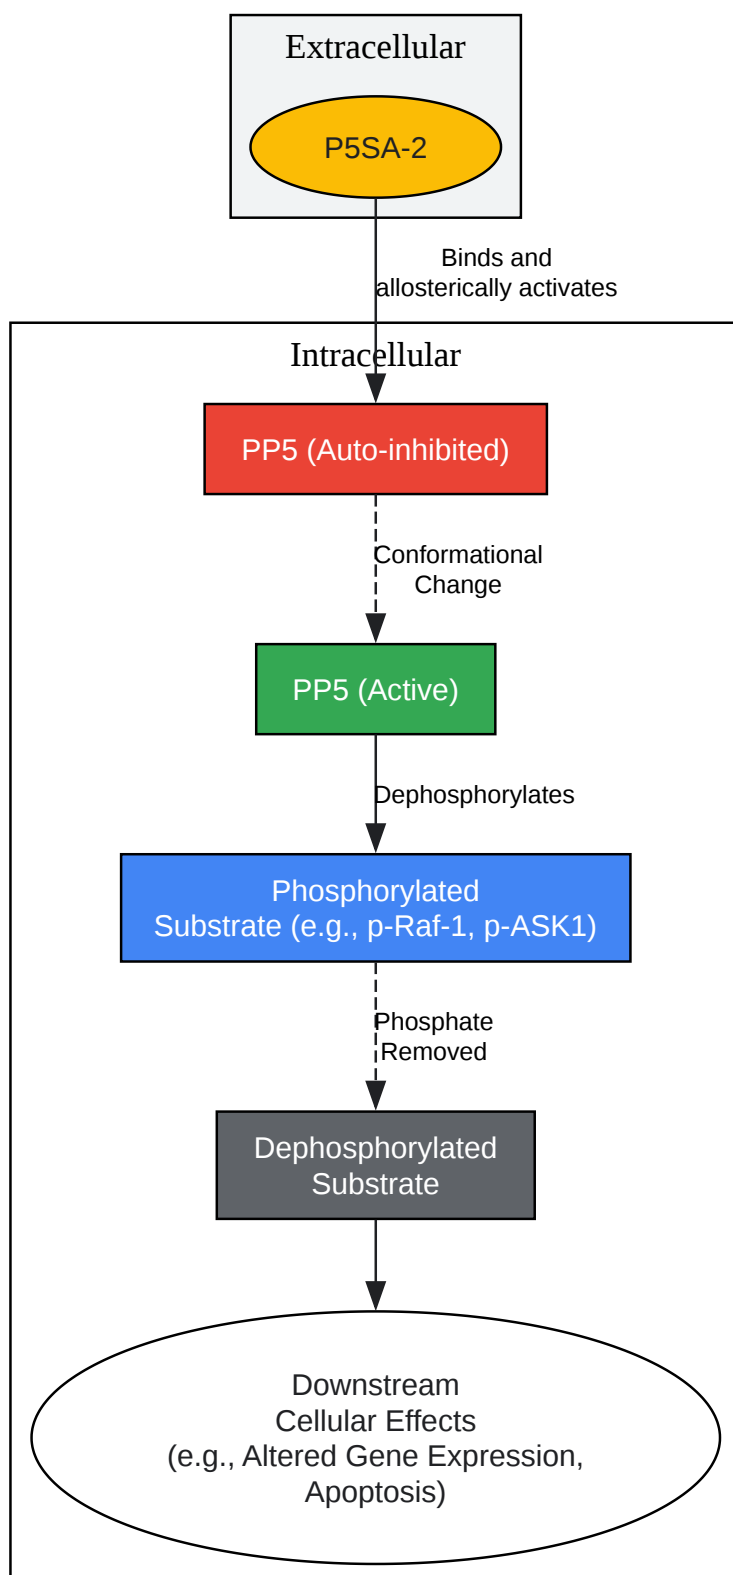 Extracellular
P5SA-2
Binds and
allosterically activates
Intracellular
PP5 (Auto-inhibited)
Conformational
Change
PP5 (Active)
Dephosphorylates
Phosphorylated
Substrate (e.g., p-Raf-1, p-ASK1)
Phosphate
Removed
Dephosphorylated
Substrate
Downstream
Cellular Effects
(e.g., Altered Gene Expression,
Apoptosis)